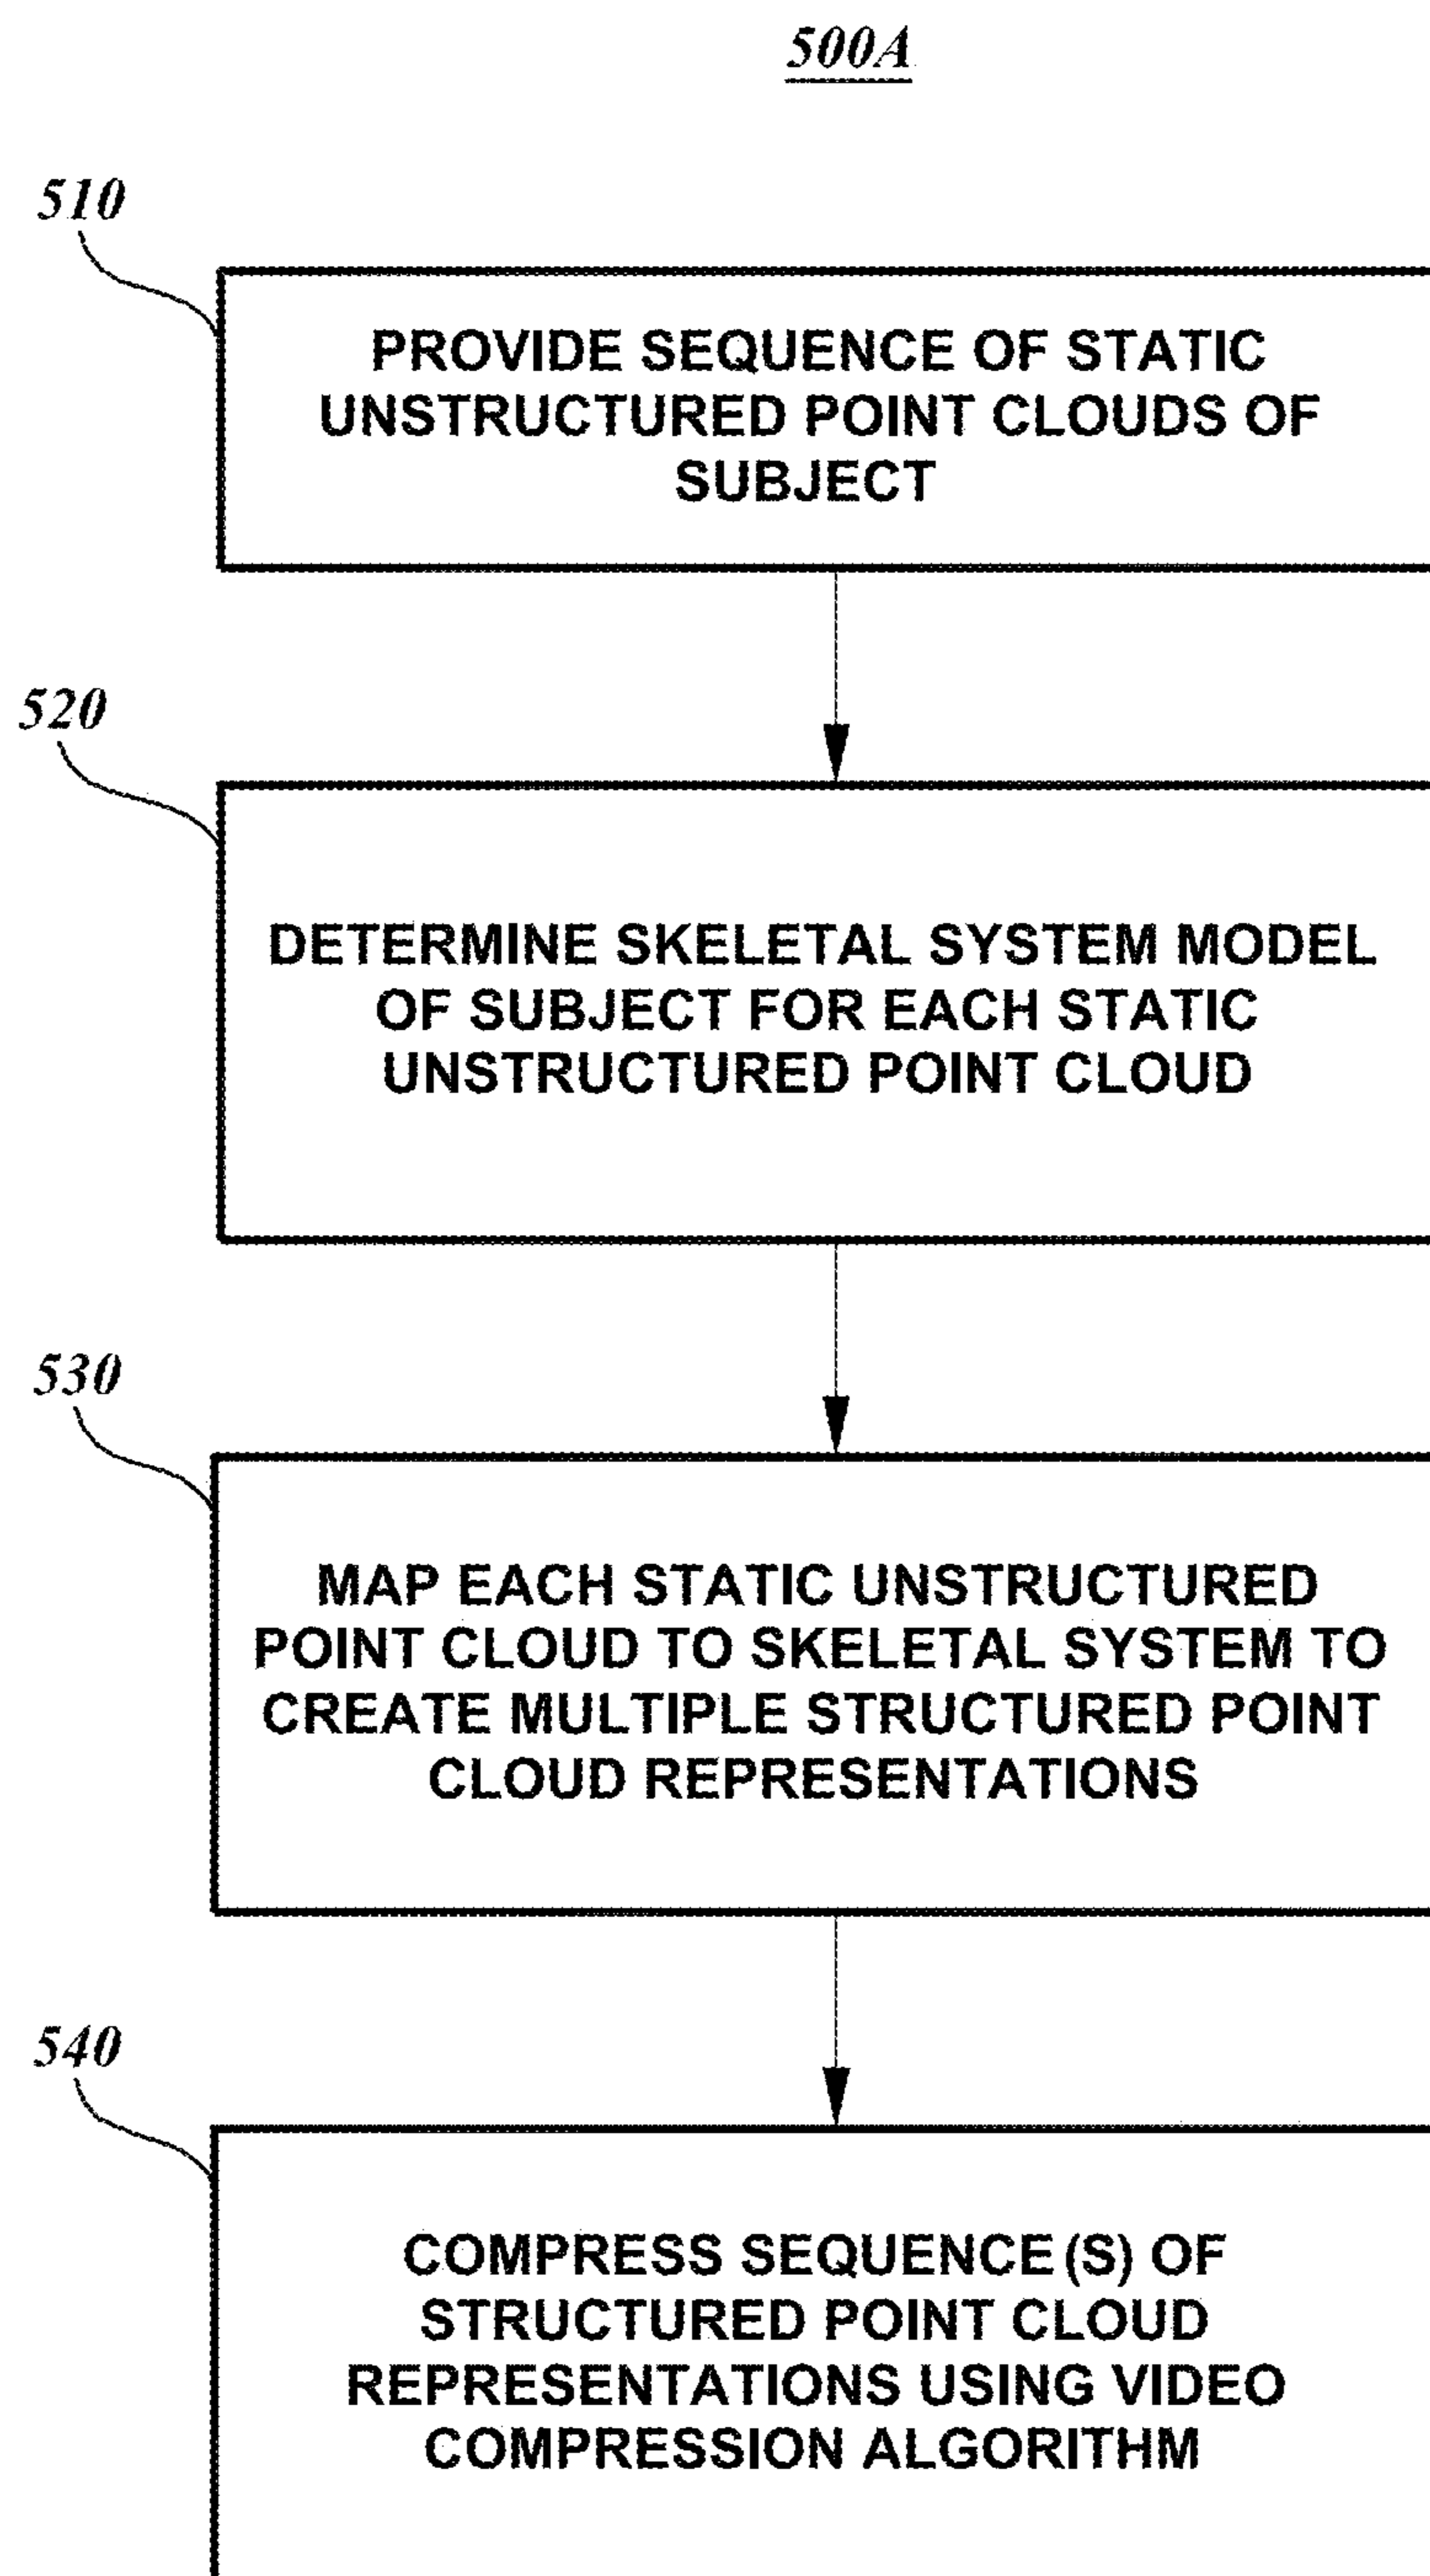 500A
510
PROVIDE SEQUENCE OF STATIC
UNSTRUCTURED POINT CLOUDS OF
SUBJECT
520
DETERMINE SKELETAL SYSTEM MODEL
OF SUBJECT FOR EACH STATIC
UNSTRUCTURED POINT CLOUD
530
MAP EACH STATIC UNSTRUCTURED
POINT CLOUD TO SKELETAL SYSTEM TO
CREATE MULTIPLE STRUCTURED POINT
CLOUD REPRESENTATIONS
540
COMPRESS SEQUENCE(S) OF
STRUCTURED POINT CLOUD
REPRESENTATIONS USING VIDEO
COMPRESSION ALGORITHM